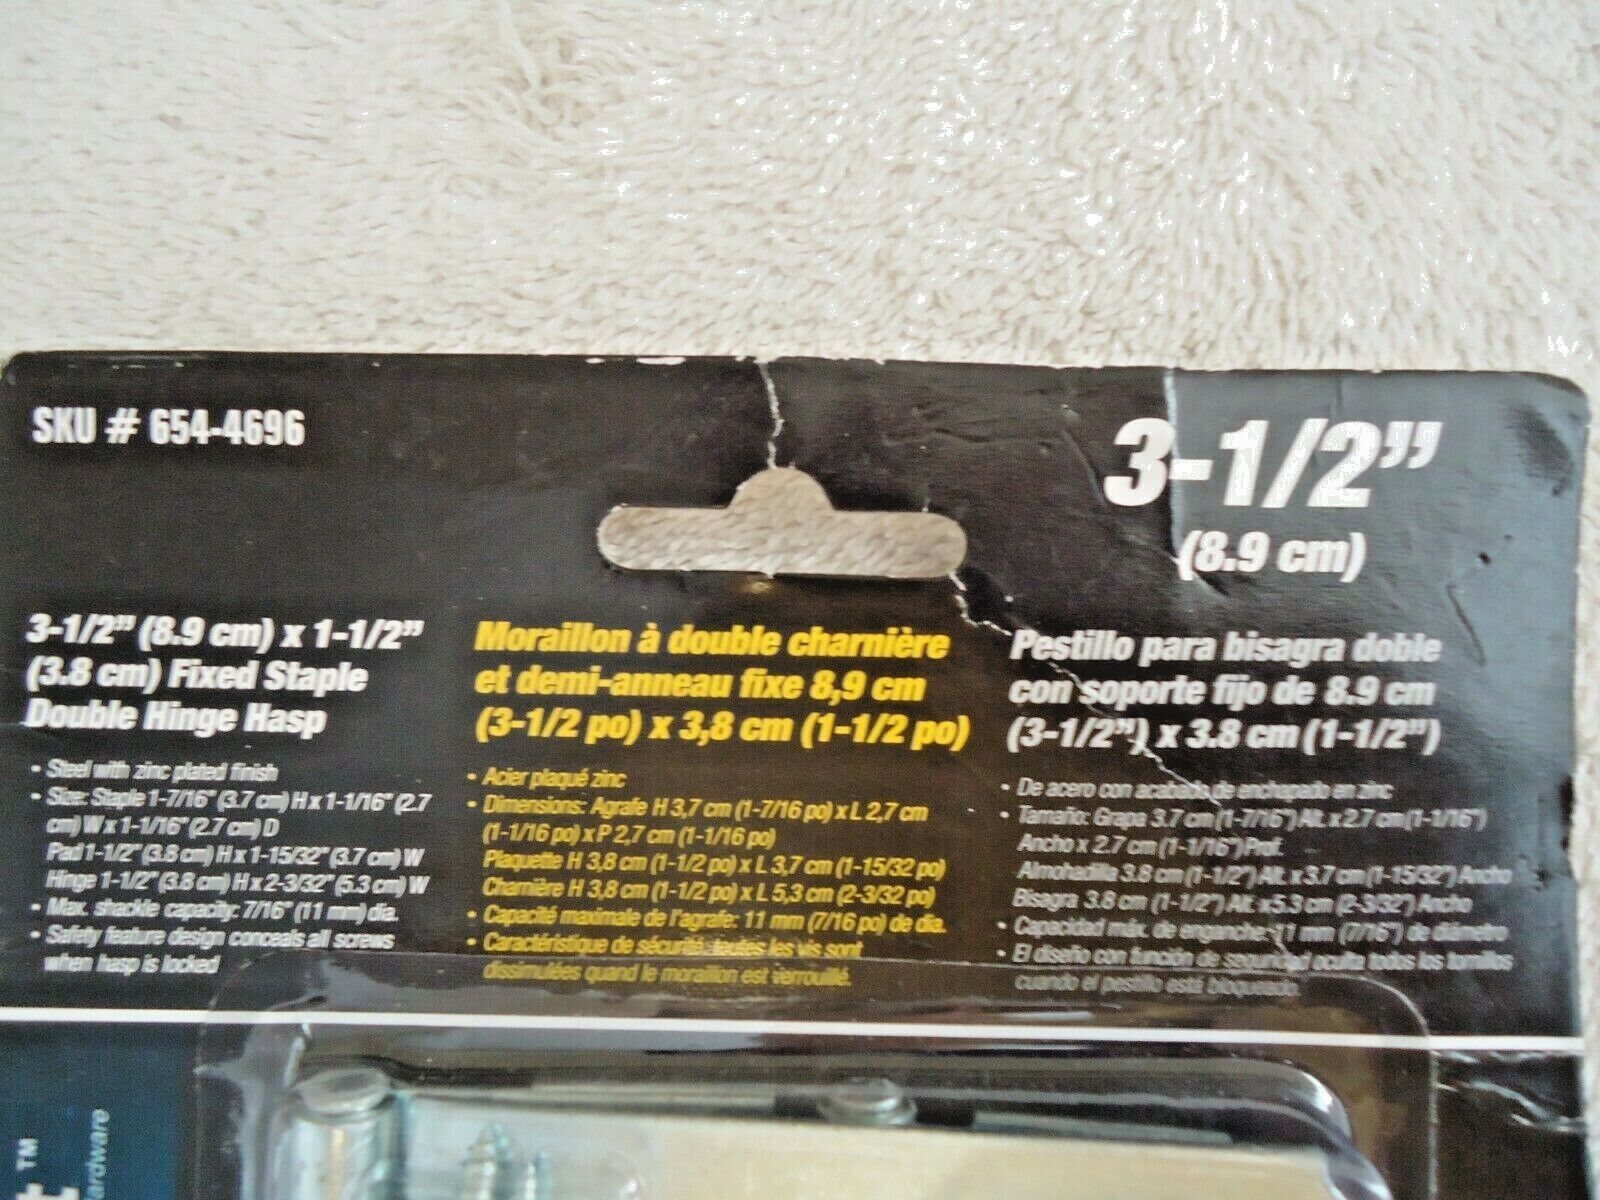 SKU # 654-4696
3-1/2”
(8.9 cm)
3-1/2” (8.9 cm) x 1-1/2”
(3.8 cm) Fixed Staple
Double Hinge Hasp
• Steel with zinc plated finish
• Size: Staple 1-7/16" (3.7 cm) H x 1-1/16" (2.7
cm) W x 1-1/16" (2.7 cm) D
Pad 1-1/2" (3.8 cm) H x 1-15/32" (3.7 cm) W
Hinge 1-1/2" (3.8 cm) H x 2-3/32" (5.3 cm) W
• Max. shackle capacity: 7/16" (11 mm) dia.
• Safety feature design conceals all screws
when hasp is locked
Moraillon à double charnière
et demi-anneau fixe 8,9 cm
(3-1/2 po) x 3,8 cm (1-1/2 po)
• Acier plaqué zinc
• Dimensions: Agrafe H 3,7 cm (1-7/16 po) x L 2,7 cm
(1-1/16 po) x P 2,7 cm (1-1/16 po)
Plaquette H 3,8 cm (1-1/2 po) x L 3,7 cm (1-15/32 po)
Charnière H 3,8 cm (1-1/2 po) x L 5,3 cm (2-3/32 po)
• Capacité maximale de l'agrafe: 11 mm (7/16 po) de dia.
• Caractéristique de sécurité: toutes les vis sont
dissimulées quand le moraillon est verrouillé.
Pestillo para bisagra doble
con soporte fijo de 8.9 cm
(3-1/2”) x 3.8 cm (1-1/2”)
• De acero con acabado de enchapado en zinc
• Tamaño: Grapa 3.7 cm (1-7/16") Alt. x 2.7 cm (1-1/16")
Ancho x 2.7 cm (1-1/16") Prof.
Almohadilla 3.8 cm (1-1/2") Alt. x 3.7 cm (1-15/32") Ancho
Bisagra 3.8 cm (1-1/2") Alt. x 5.3 cm (2-3/32") Ancho
• Capacidad máx. de enganche: 11 mm (7/16") de diámetro
• El diseño con función de seguridad oculta todos los tornillos
cuando el pestillo está bloqueado.
t™
ardware